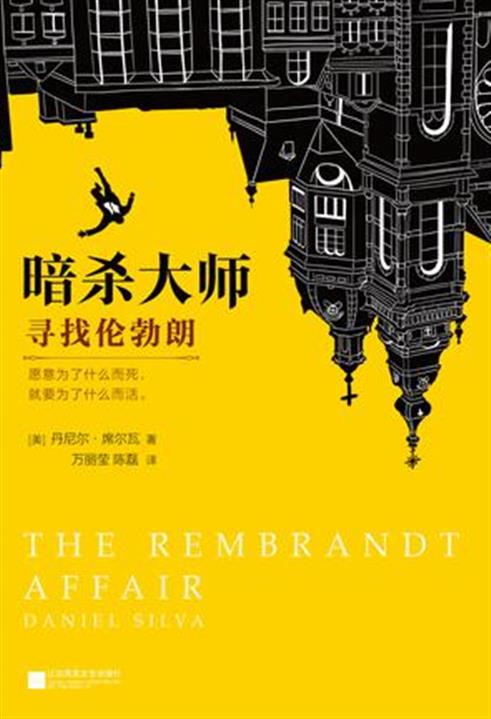 暗杀大师
寻找伦勃朗
愿意为了什么而死，
就要为了什么而活。
[美] 丹尼尔·席尔瓦 著
万丽莹 陈磊 译
THE REMBRANDT
AFFAIR
DANIEL SILVA